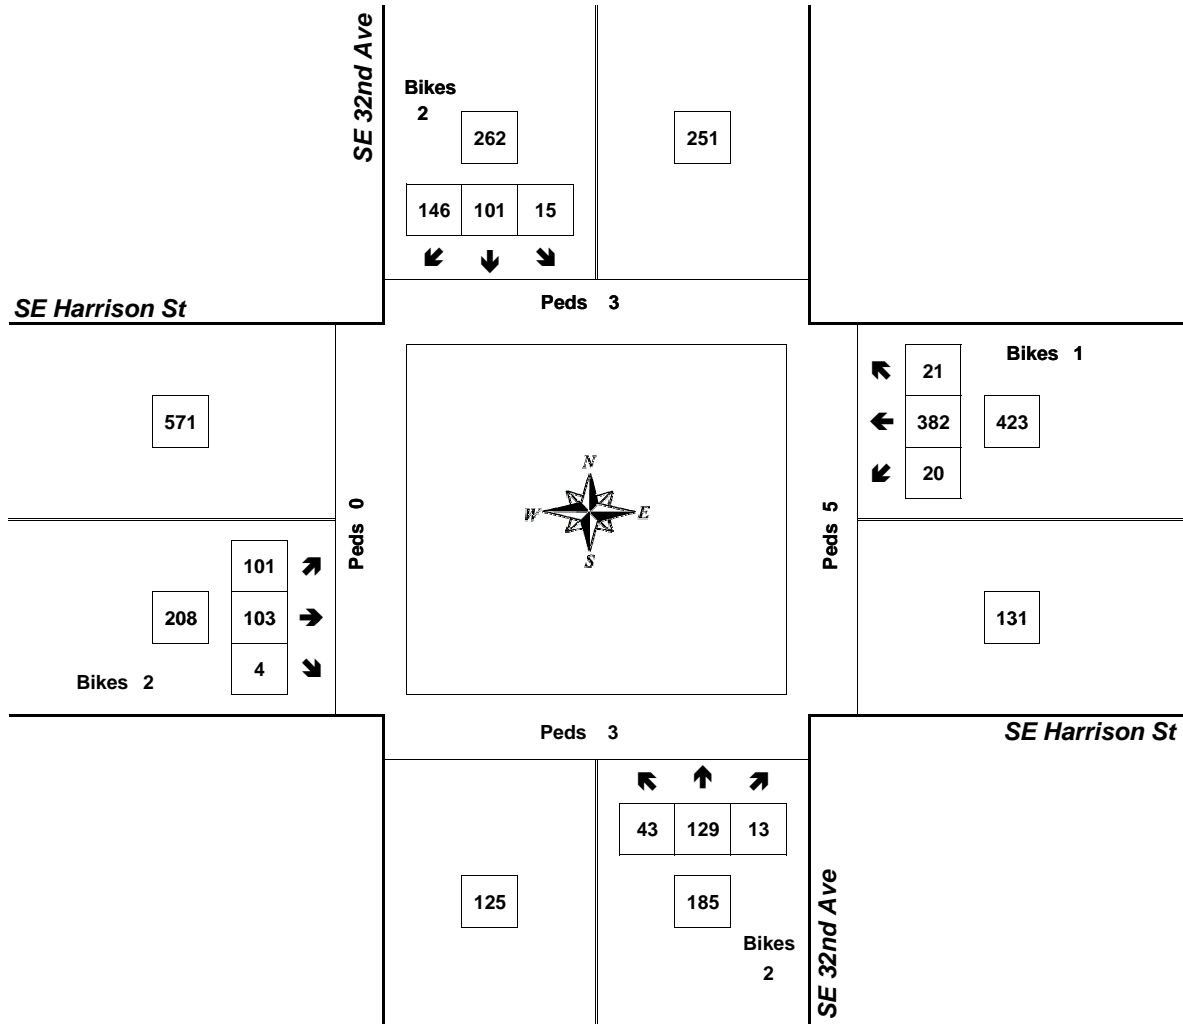 SE 32nd Ave
Bikes
2
262
251
146 101 15
SE Harrison St
Peds 3
Bikes 1
21
571
382 423
20
N
W E
S
Peds 0
Peds 5
101
208 103
131
4
Bikes 2
Peds 3
SE Harrison St
43 129 13
125
185
Bikes
2
SE 32nd Ave